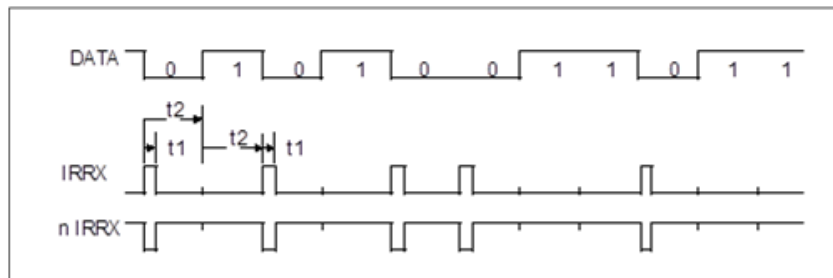 DATA 0 1 0 1 0 0 1 1 0 1 1
t2
t2
t1 t1
IRRX
n IRRX